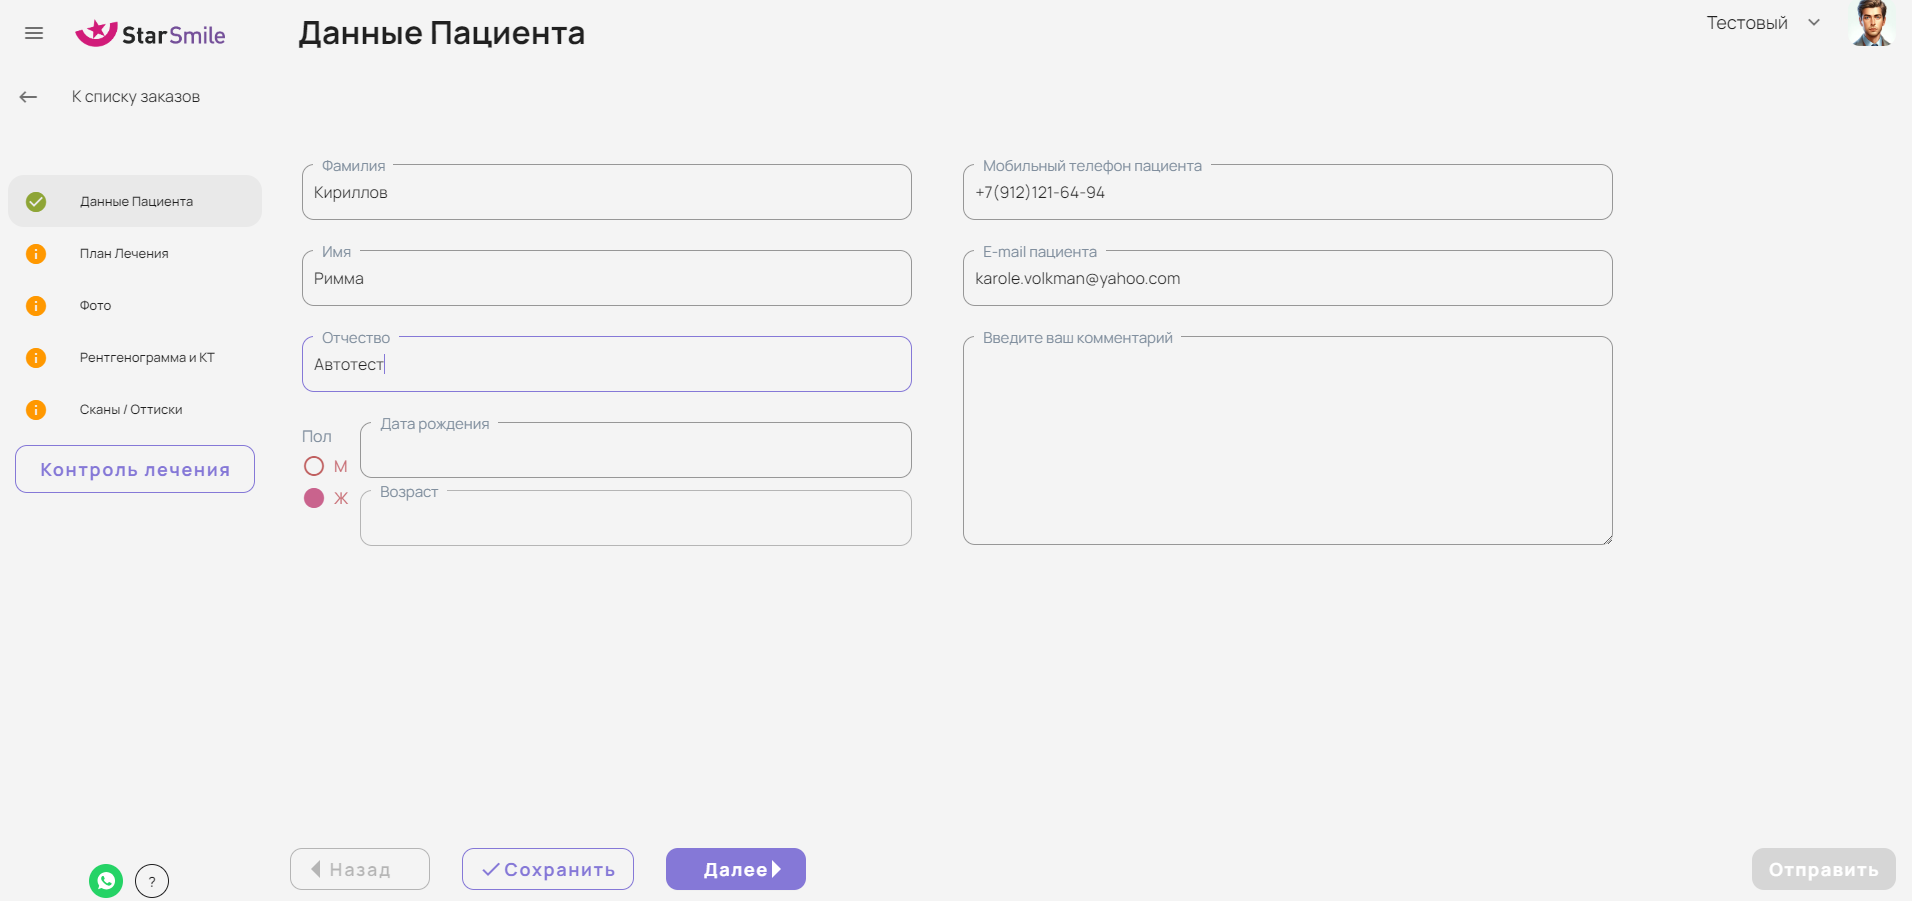 StarSmile
Данные Пациента
Тестовый
К списку заказов
Данные Пациента
План Лечения
Фото
Рентгенограмма и КТ
Сканы / Оттиски
Контроль лечения
Фамилия
Кириллов
Имя
Римма
Отчество
Автотест
Пол
М
Ж
Дата рождения
Возраст
Мобильный телефон пациента
+7(912)121-64-94
E-mail пациента
karole.volkman@yahoo.com
Введите ваш комментарий
?
Назад
Сохранить
Далее
Отправить